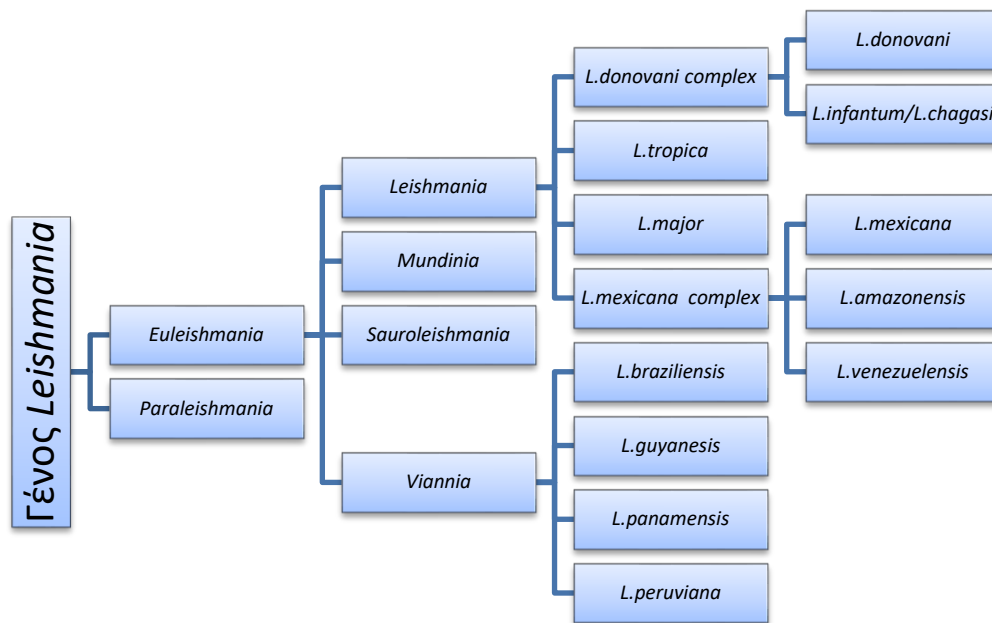 Γένος Leishmania
Euleishmania
Paraleishmania
Leishmania
Mundinia
Sauroleishmania
Viannia
L.donovani complex
L.tropica
L.major
L.mexicana complex
L.braziliensis
L.guyanesis
L.panamensis
L.peruviana
L.donovani
L.infantum/L.chagasi
L.mexicana
L.amazonensis
L.venezuelensis